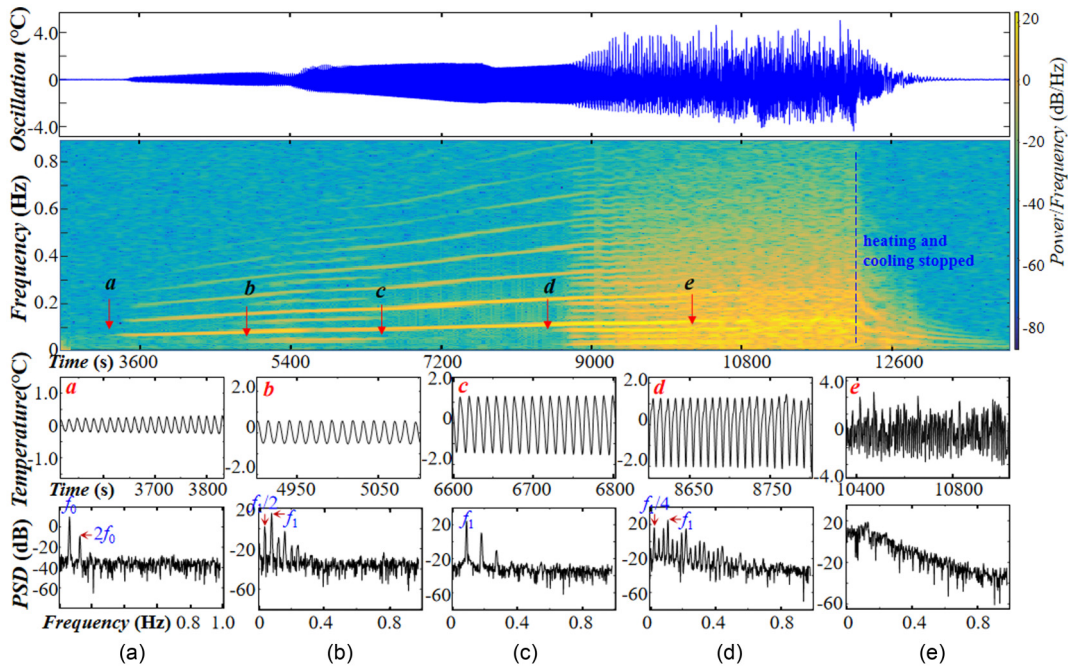 Oscillation (°C)
4.0
0
-4.0
20
0
-20
-40
-60
-80
Power/Frequency (dB/Hz)
Frequency (Hz)
0.8
0.6
0.4
0.2
0
a
b
c
d
e
heating and
cooling stopped
Time (s)
3600
5400
7200
9000
10800
12600
Temperature(°C)
a
1.0
0
-1.0
Time (s)
3700
3800
b
2.0
0
-2.0
4950
5050
c
2.0
0
-2.0
6600
6700
6800
d
2.0
0
-2.0
8650
8750
e
4.0
0
-4.0
10400
10800
PSD (dB)
f0
2f0
0
-40
-60
Frequency (Hz)
0.8
1.0
f1/2
f1
20
-20
-60
0
0.4
0.8
f1
20
-20
-60
0
0.4
0.8
f1/4
f1
20
-20
-60
0
0.4
0.8
20
-20
-60
0
0.4
0.8
(a)
(b)
(c)
(d)
(e)